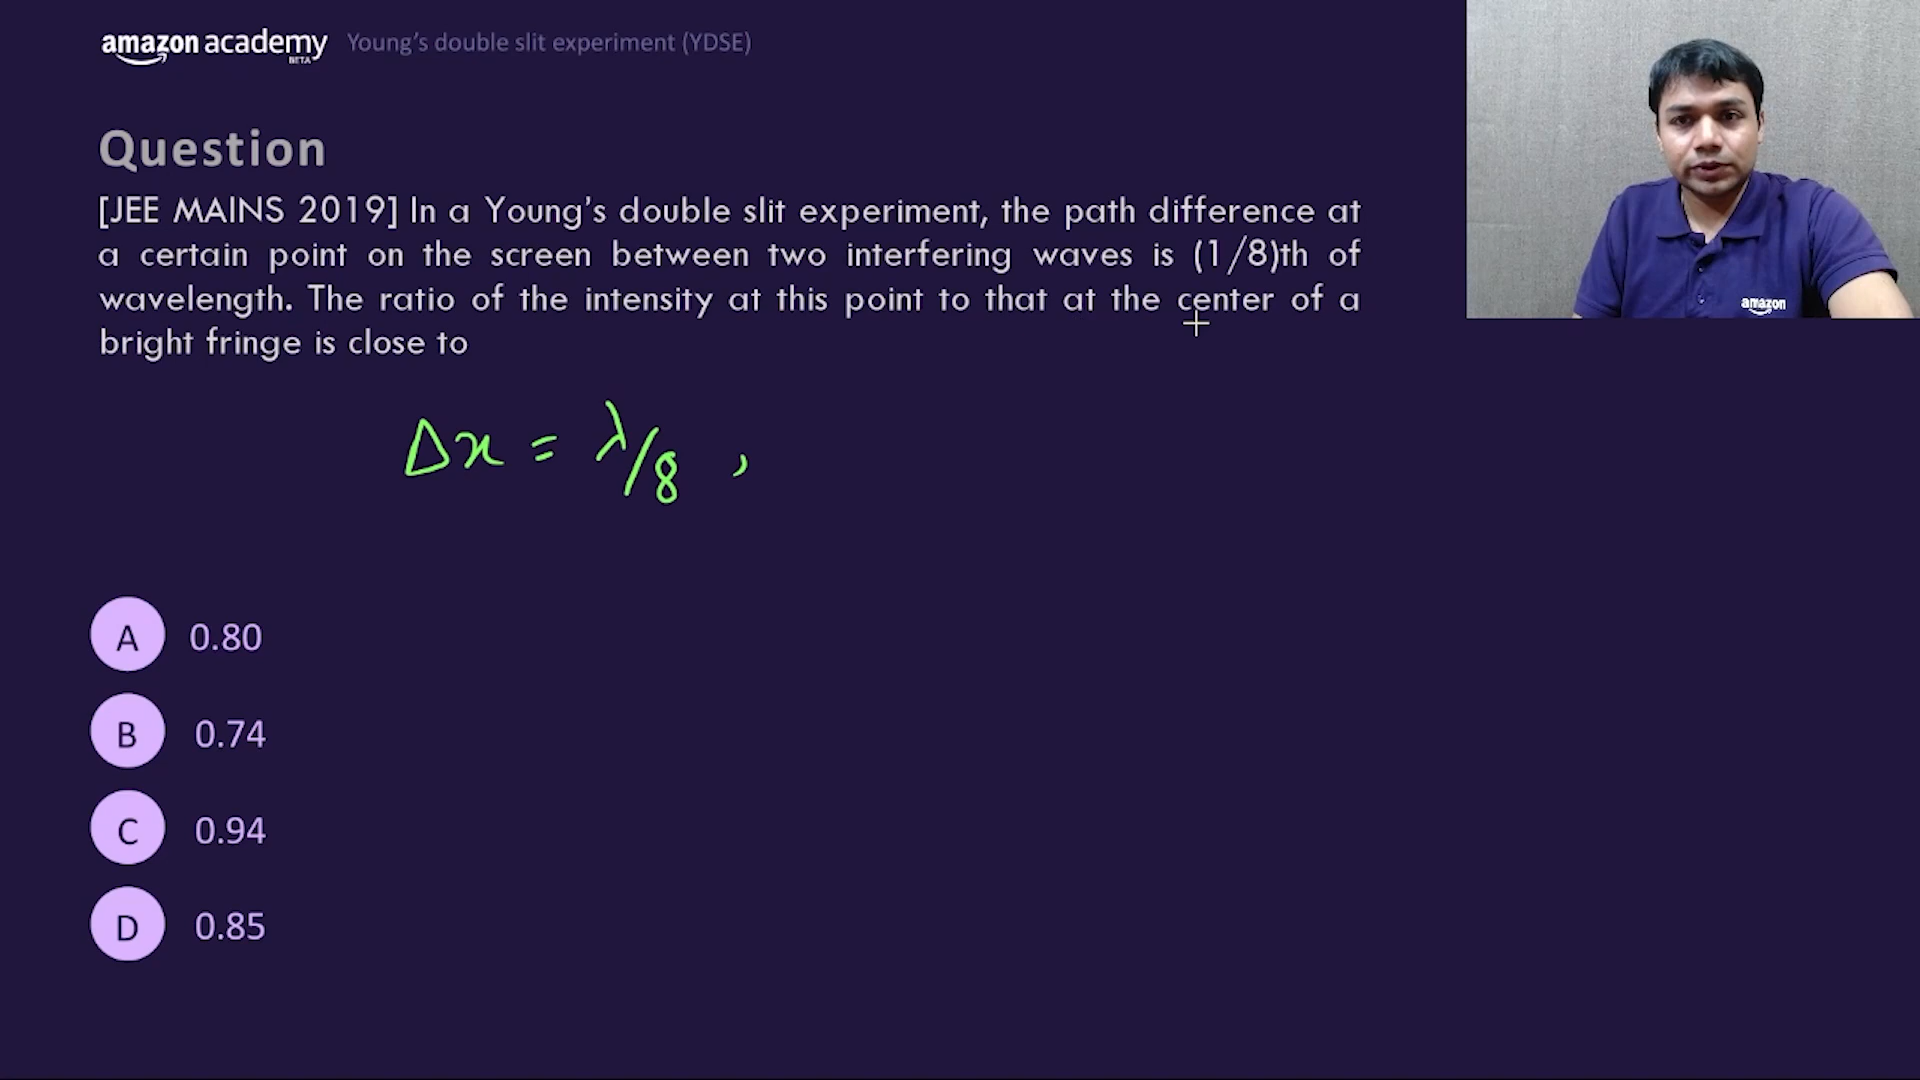 amazon academy Young's double slit experiment (YDSE)
BETA
Question
[JEE MAINS 2019] In a Young's double slit experiment, the path difference at
a certain point on the screen between two interfering waves is (1/8)th of
wavelength. The ratio of the intensity at this point to that at the center of a
bright fringe is close to
amazon
Δx = λ/8 ,
A 0.80
B 0.74
C 0.94
D 0.85